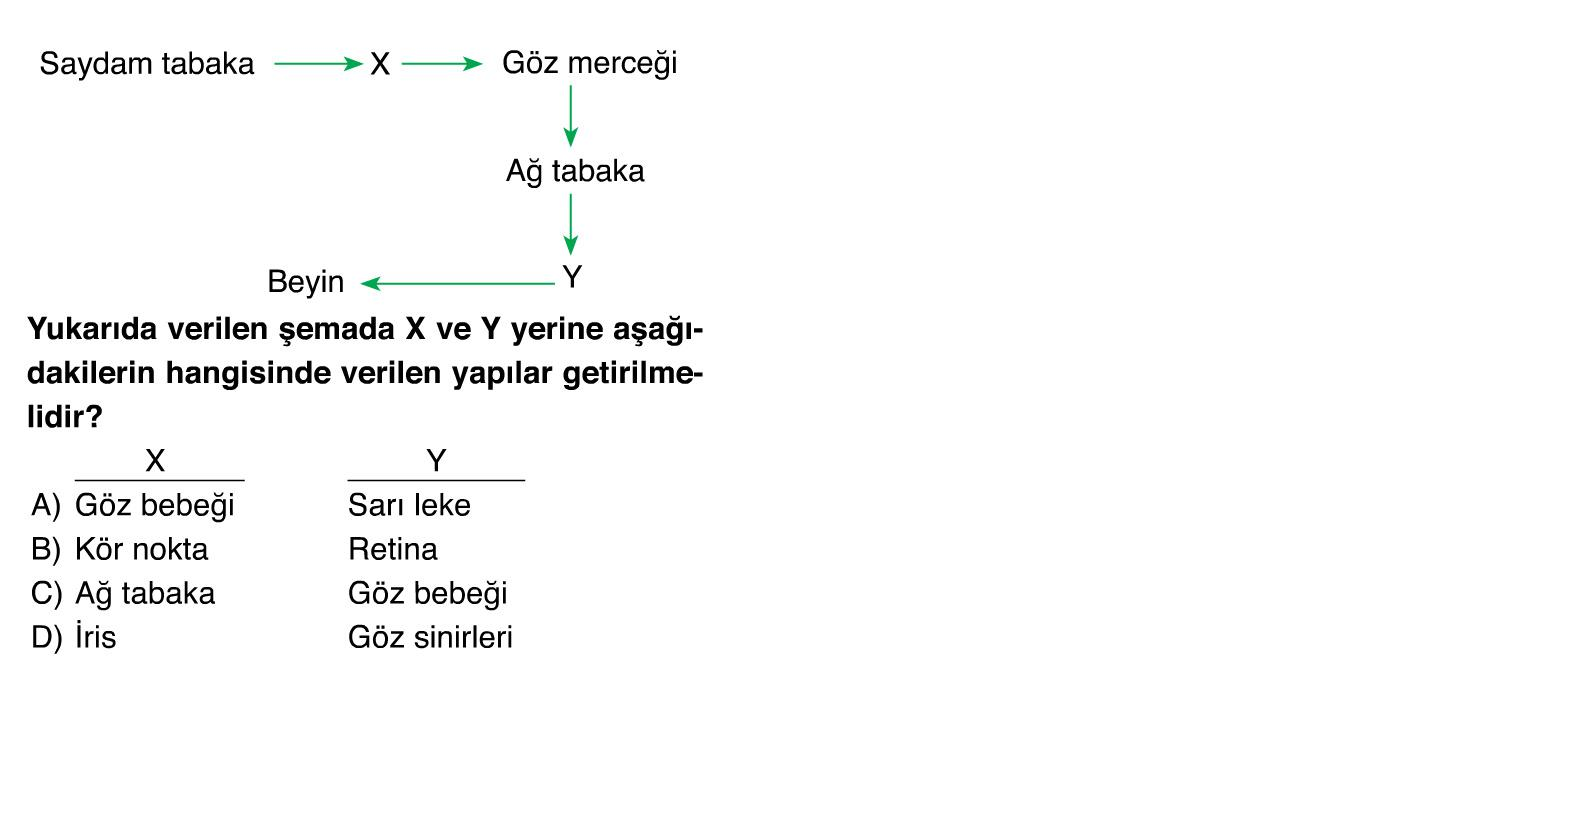 Saydam tabaka X Göz merceği
Ağ tabaka
Beyin Y
Yukarıda verilen şemada X ve Y yerine aşağı-
dakilerin hangisinde verilen yapılar getirilme-
lidir?
X Y
A) Göz bebeği Sarı leke
B) Kör nokta Retina
C) Ağ tabaka Göz bebeği
D) İris Göz sinirleri